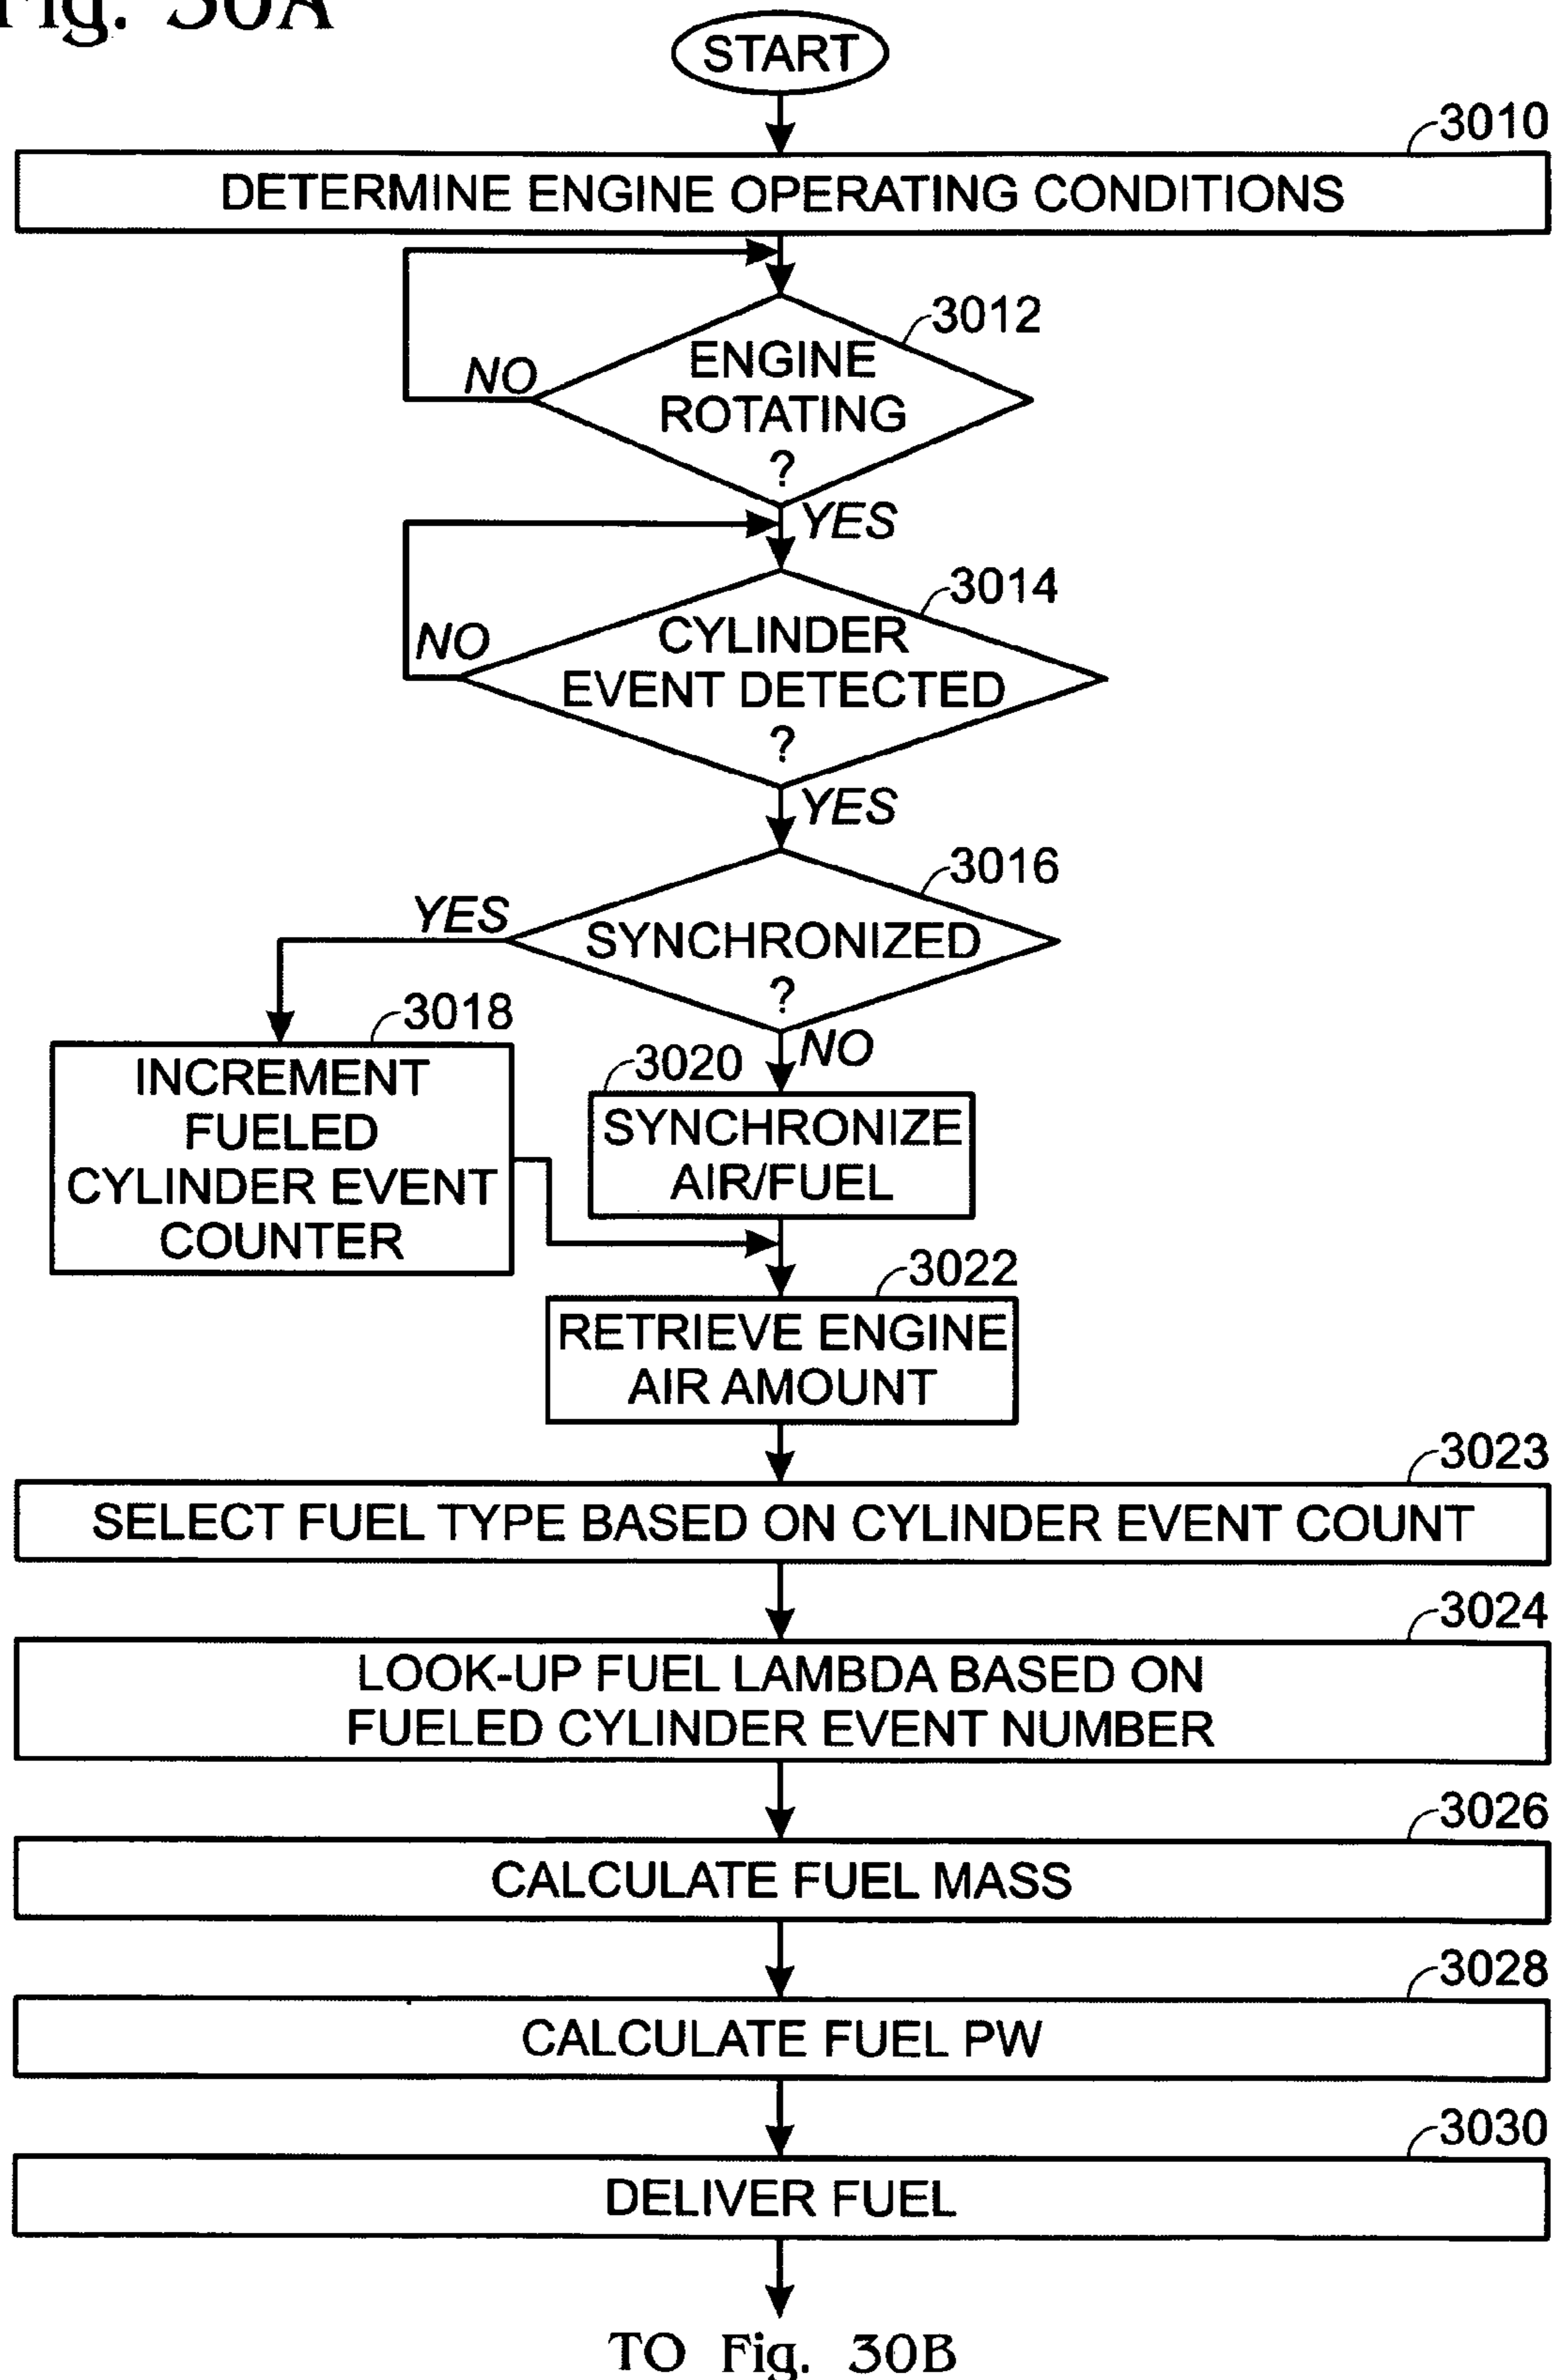 Fig. 30A
START
3010
DETERMINE ENGINE OPERATING CONDITIONS
3012
ENGINE
ROTATING
?
NO
YES
3014
CYLINDER
EVENT DETECTED
?
NO
YES
3016
SYNCHRONIZED
?
YES
NO
3018
INCREMENT
FUELED
CYLINDER EVENT
COUNTER
3020
SYNCHRONIZE
AIR/FUEL
3022
RETRIEVE ENGINE
AIR AMOUNT
3023
SELECT FUEL TYPE BASED ON CYLINDER EVENT COUNT
3024
LOOK-UP FUEL LAMBDA BASED ON
FUELED CYLINDER EVENT NUMBER
3026
CALCULATE FUEL MASS
3028
CALCULATE FUEL PW
3030
DELIVER FUEL
TO Fig. 30B